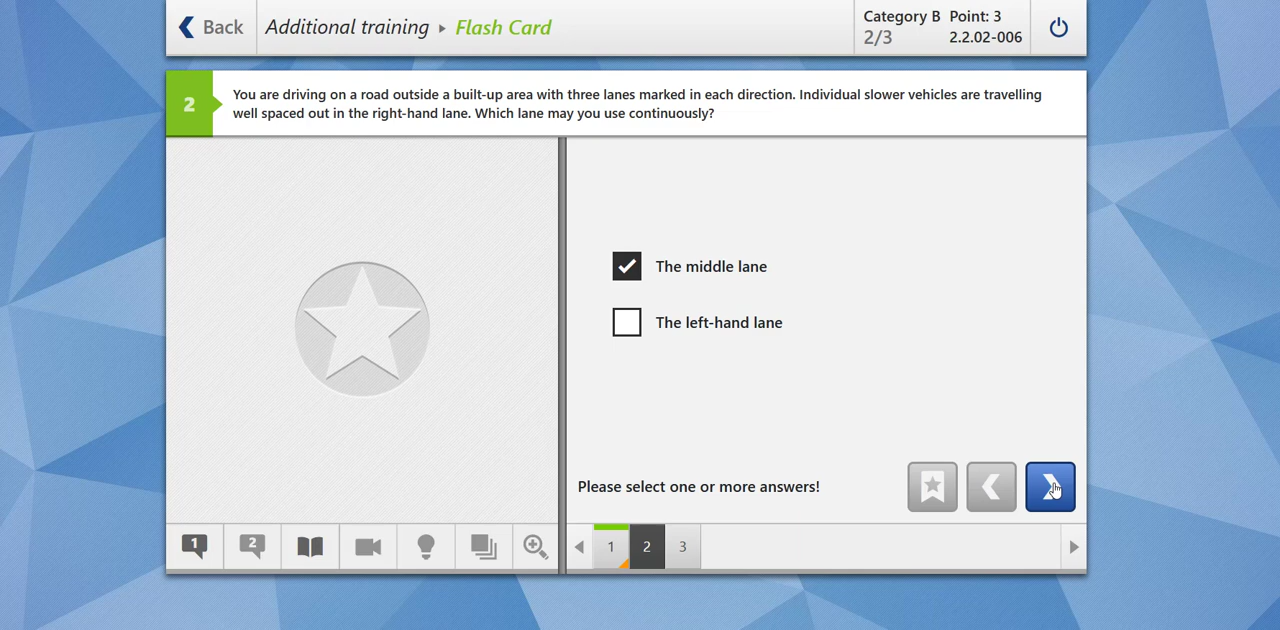 Back
Additional training ▸ Flash Card
Category B Point: 3
2/3 2.2.02-006
2
You are driving on a road outside a built-up area with three lanes marked in each direction. Individual slower vehicles are travelling
well spaced out in the right-hand lane. Which lane may you use continuously?
The middle lane
The left-hand lane
Please select one or more answers!
1 2
1 2 3